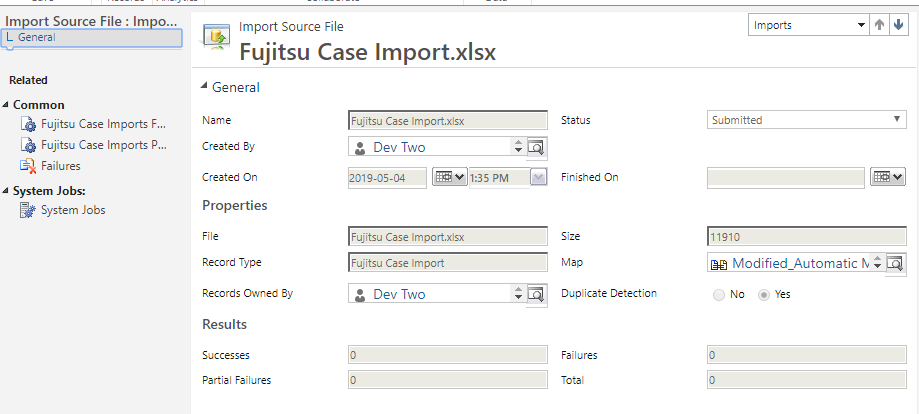 Import Source File : Impo...
General
Related
Common
Fujitsu Case Imports F...
Fujitsu Case Imports P...
Failures
System Jobs:
System Jobs
Import Source File
Fujitsu Case Import.xlsx
Imports
General
Name Fujitsu Case Import.xlsx Status Submitted
Created By Dev Two
Created On 2019-05-04 1:35 PM Finished On
Properties
File Fujitsu Case Import.xlsx Size 11910
Record Type Fujitsu Case Import Map Modified_Automatic M
Records Owned By Dev Two Duplicate Detection No Yes
Results
Successes 0 Failures 0
Partial Failures 0 Total 0